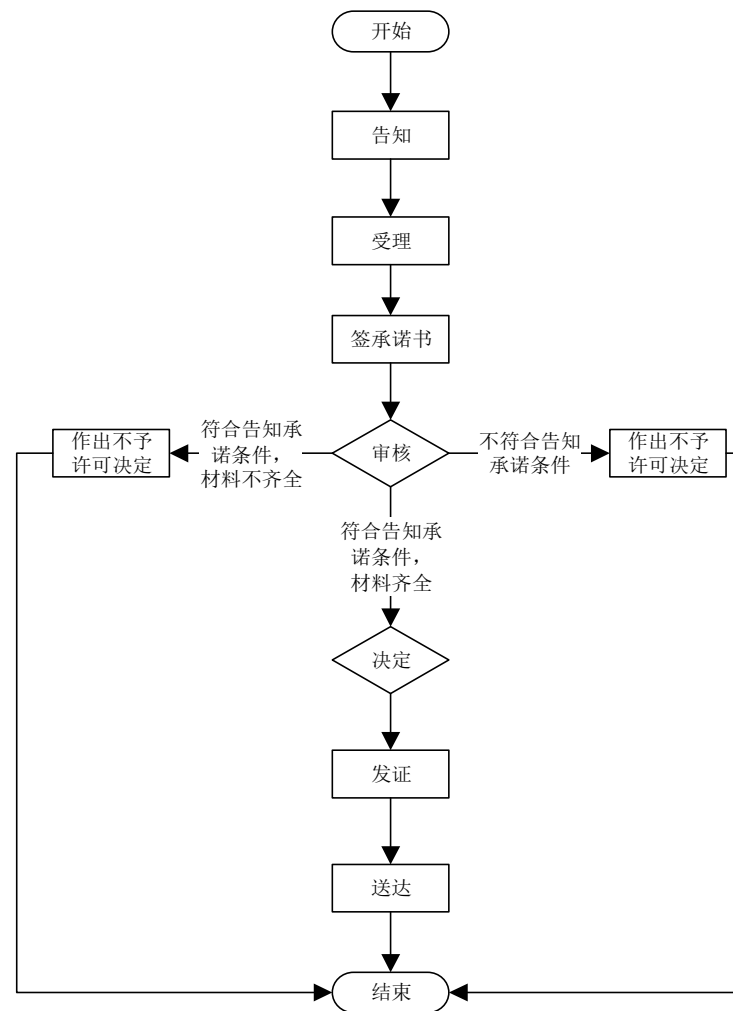 开始
告知
受理
签承诺书
作出不予
许可决定
符合告知承
诺条件，
材料不齐全
审核
不符合告知
承诺条件
作出不予
许可决定
符合告知承
诺条件，
材料齐全
决定
发证
送达
结束